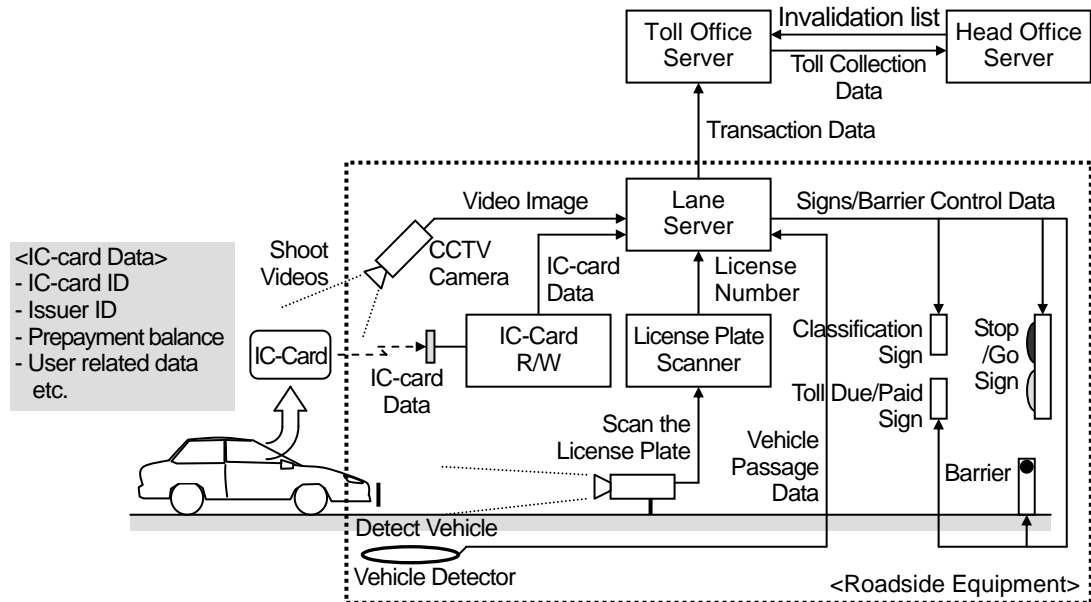 Toll Office
Server
Invalidation list
Toll Collection
Data
Head Office
Server
Transaction Data
Lane
Server
Video Image
Signs/Barrier Control Data
Shoot
Videos
CCTV
Camera
IC-card
Data
License
Number
<IC-card Data>
- IC-card ID
- Issuer ID
- Prepayment balance
- User related data
etc.
IC-Card
IC-card
Data
IC-Card
R/W
License Plate
Scanner
Classification
Sign
Stop
/Go
Sign
Toll Due/Paid
Sign
Scan the
License Plate
Vehicle
Passage
Data
Barrier
Detect Vehicle
Vehicle Detector
<Roadside Equipment>